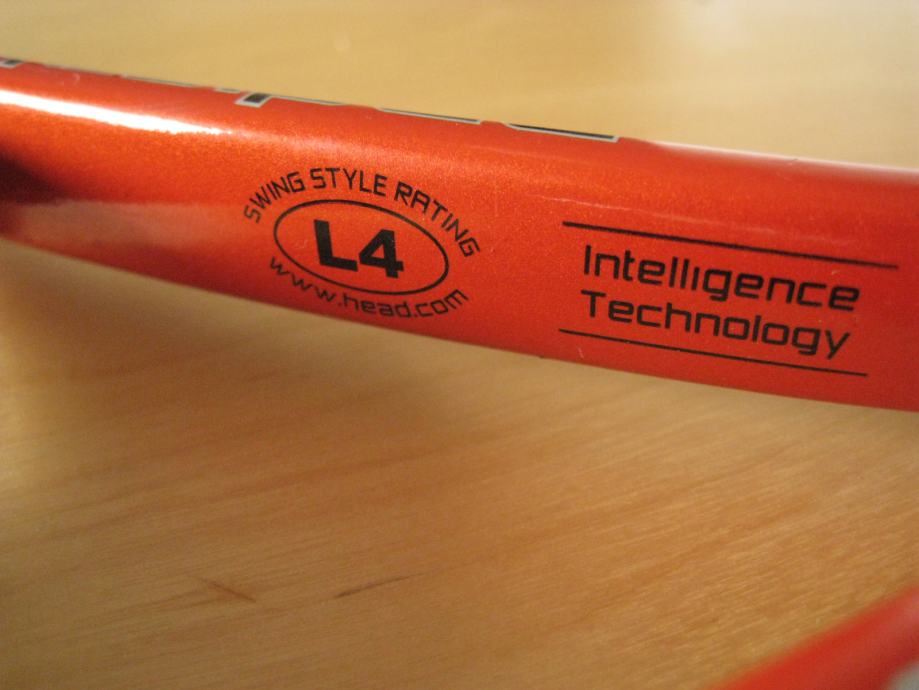 SWING STYLE RATING
L4
www.head.com
Intelligence
Technology